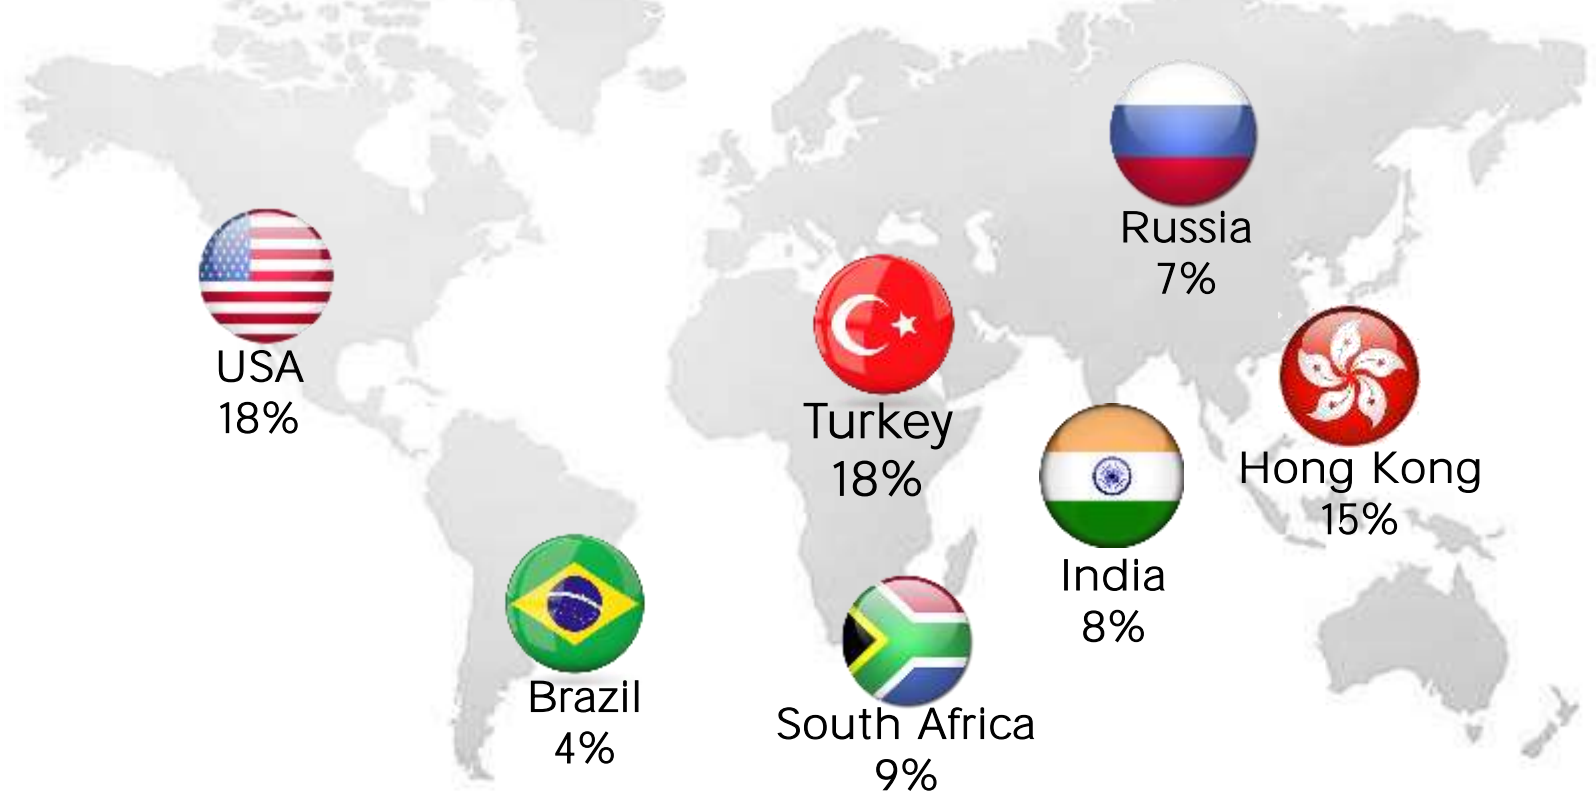 Russia
7%
USA
18%
Turkey
18%
Hong Kong
15%
India
8%
Brazil
4%
South Africa
9%